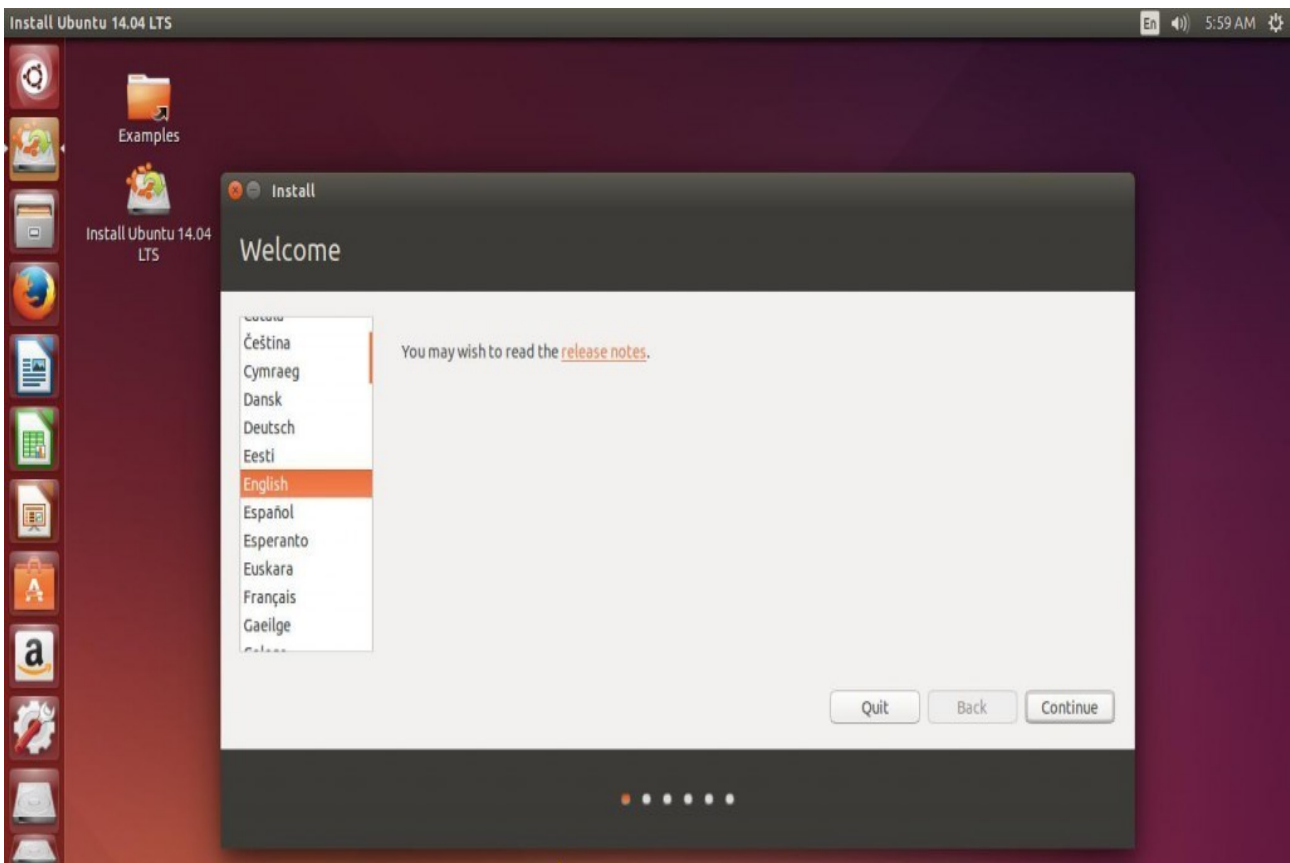 Install Ubuntu 14.04 LTS
En
5:59 AM
Examples
Install Ubuntu 14.04
LTS
Install
Welcome
Čeština
Cymraeg
Dansk
Deutsch
Eesti
English
Español
Esperanto
Euskara
Français
Gaeilge
You may wish to read the release notes.
Quit
Back
Continue